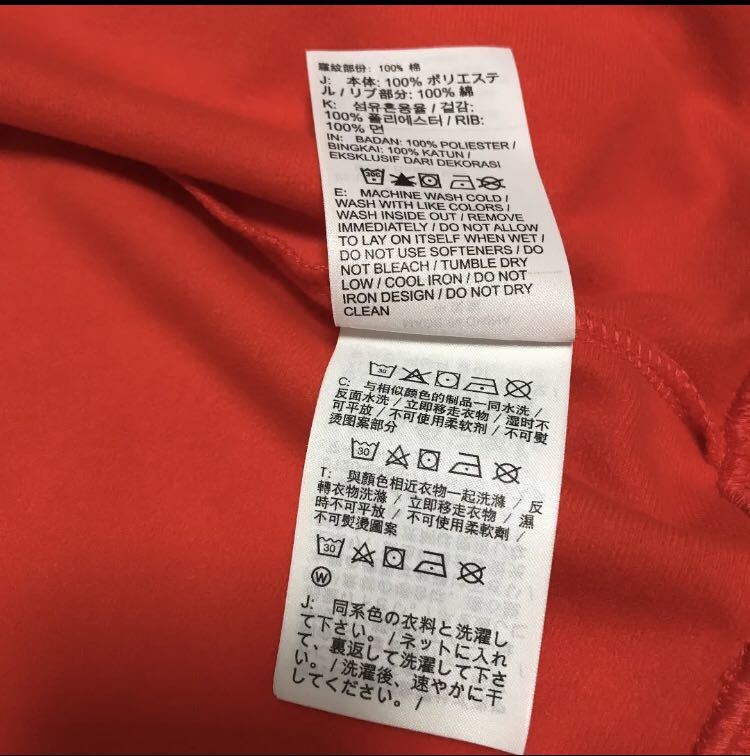 羅紋部份: 100% 棉
J: 本体: 100% ポリエステ
ル / リブ部分: 100% 綿
K: 섬유혼용율 / 겉감:
100% 폴리에스터 / RIB:
100% 면
IN: BADAN: 100% POLIESTER /
BINGKAI: 100% KATUN /
EKSKLUSIF DARI DEKORASI
E: MACHINE WASH COLD /
WASH WITH LIKE COLORS /
WASH INSIDE OUT / REMOVE
IMMEDIATELY / DO NOT ALLOW
TO LAY ON ITSELF WHEN WET /
DO NOT USE SOFTENERS / DO
NOT BLEACH / TUMBLE DRY
LOW / COOL IRON / DO NOT
IRON DESIGN / DO NOT DRY
CLEAN
30
C: 与相似颜色的制品一同水洗 /
反面水洗 / 立即移走衣物 / 湿时不
可平放 / 不可使用柔软剂 / 不可熨
烫图案部分
30
T: 與顏色相近衣物一起洗滌 / 反
轉衣物洗滌 / 立即移走衣物 / 濕
時不可平放 / 不可使用柔軟劑 /
不可熨燙圖案
30
W
J: 同系色の衣料と洗濯し
て下さい。/ ネットに入れ
て、裏返して洗濯して下さ
い。/ 洗濯後、速やかに干
してください。/